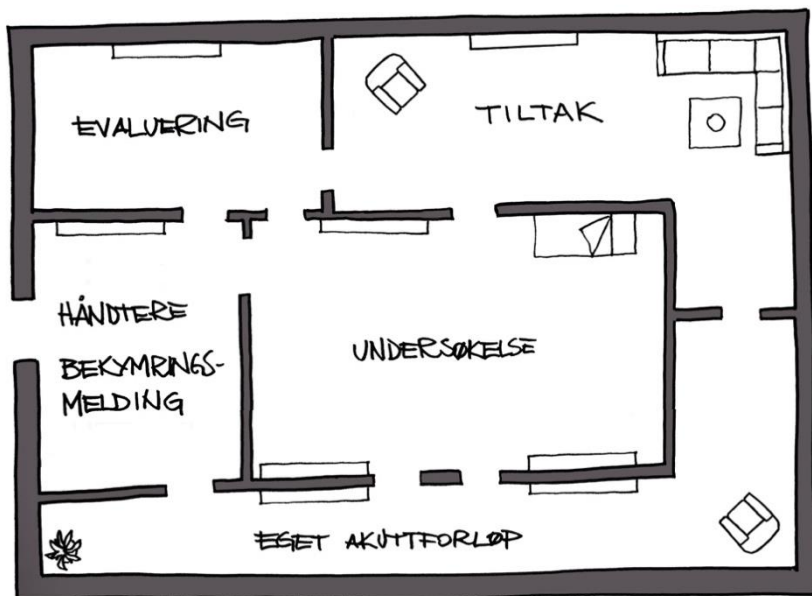 EVALUERING
TILTAK
HÅNDTERE
BEKYMRINGS-
MELDING
UNDERSØKELSE
EGET AKUTTFORLØP